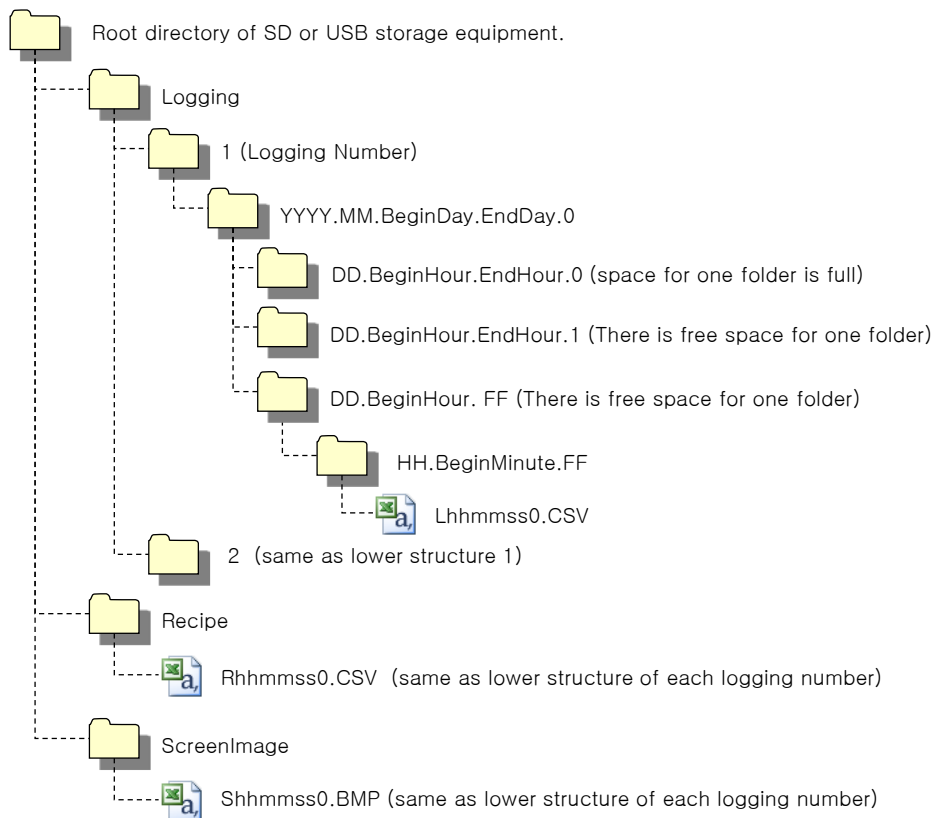 Root directory of SD or USB storage equipment.
Logging
1 (Logging Number)
YYYY.MM.BeginDay.EndDay.0
DD.BeginHour.EndHour.0 (space for one folder is full)
DD.BeginHour.EndHour.1 (There is free space for one folder)
DD.BeginHour. FF (There is free space for one folder)
HH.BeginMinute.FF
Lhhmmss0.CSV
2 (same as lower structure 1)
Recipe
Rhhmmss0.CSV (same as lower structure of each logging number)
ScreenImage
Shhmmss0.BMP (same as lower structure of each logging number)